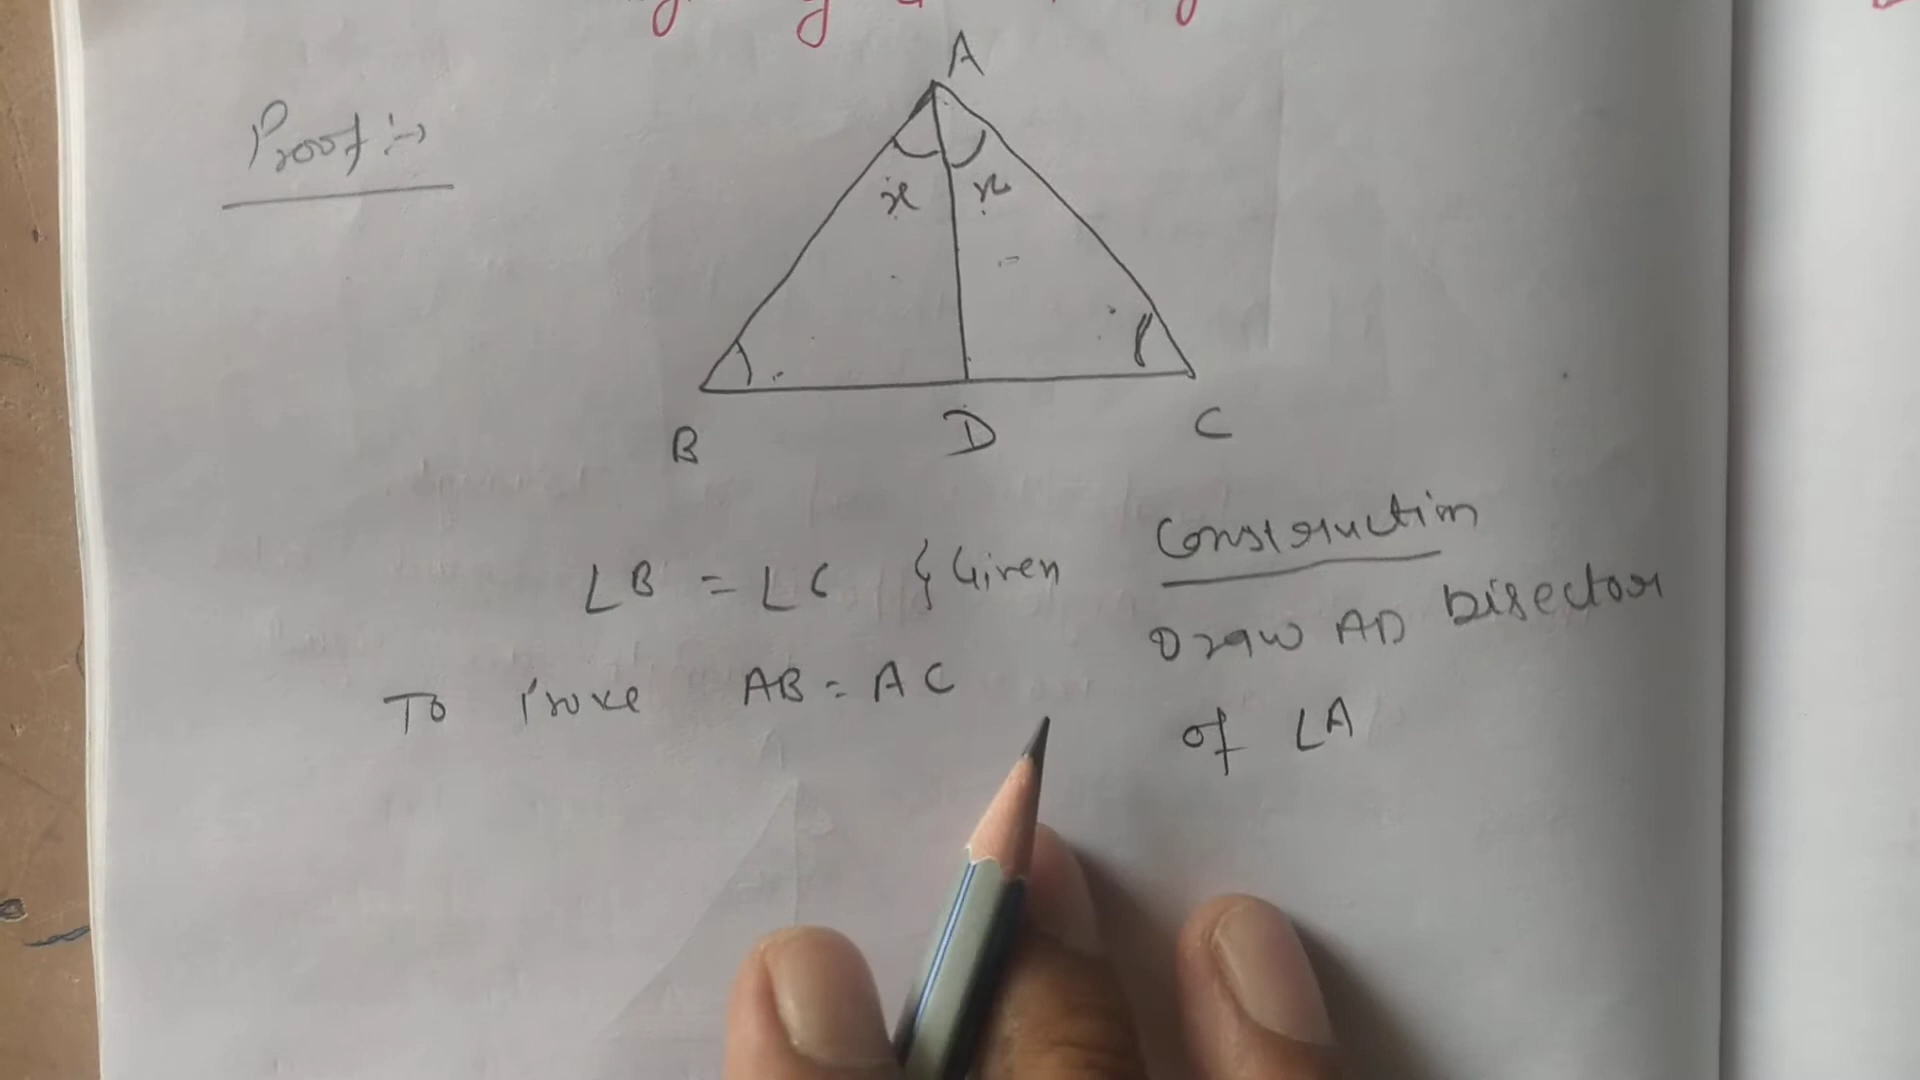 Proof :→
A
x x
B D C
∠B = ∠C { Given
To Prove AB = AC
Construction
Draw AD Bisector
of ∠A